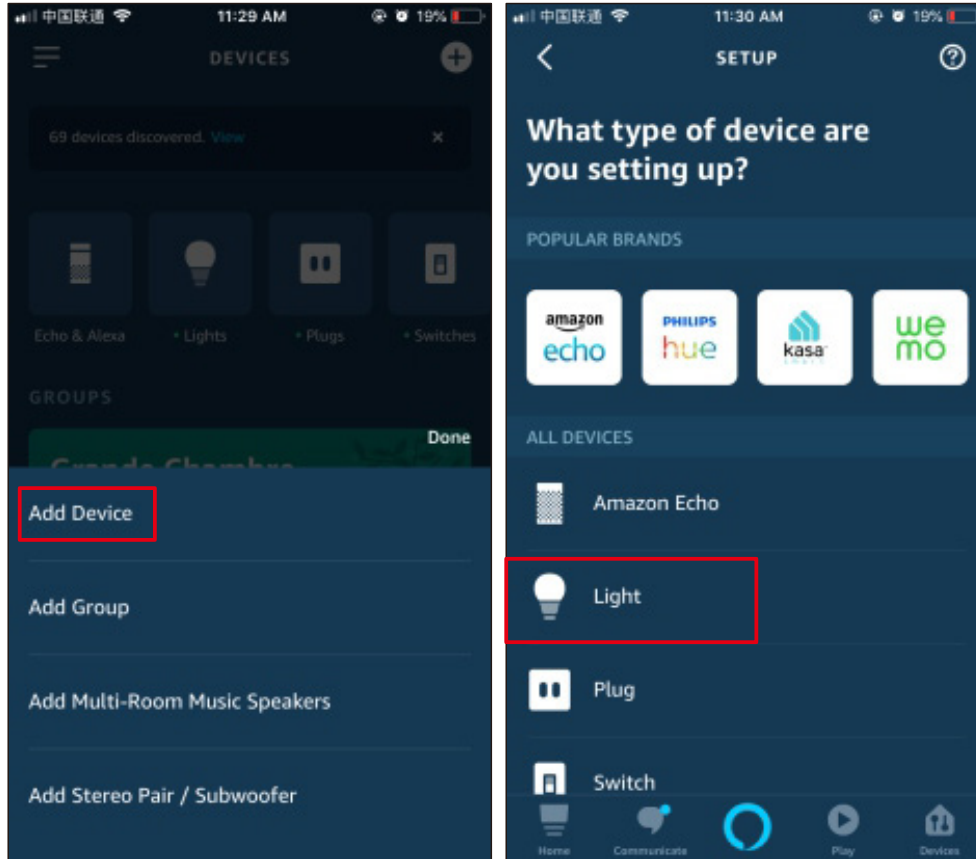 中国联通
11:29 AM
19%
DEVICES
69 devices discovered. View
Echo & Alexa
Lights
Plugs
Switches
GROUPS
Grande Chambre
Done
Add Device
Add Group
Add Multi-Room Music Speakers
Add Stereo Pair / Subwoofer
中国联通
11:30 AM
19%
SETUP
What type of device are
you setting up?
POPULAR BRANDS
amazon
echo
PHILIPS
hue
kasa
we
mo
ALL DEVICES
Amazon Echo
Light
Plug
Switch
Home
Communicate
Play
Devices